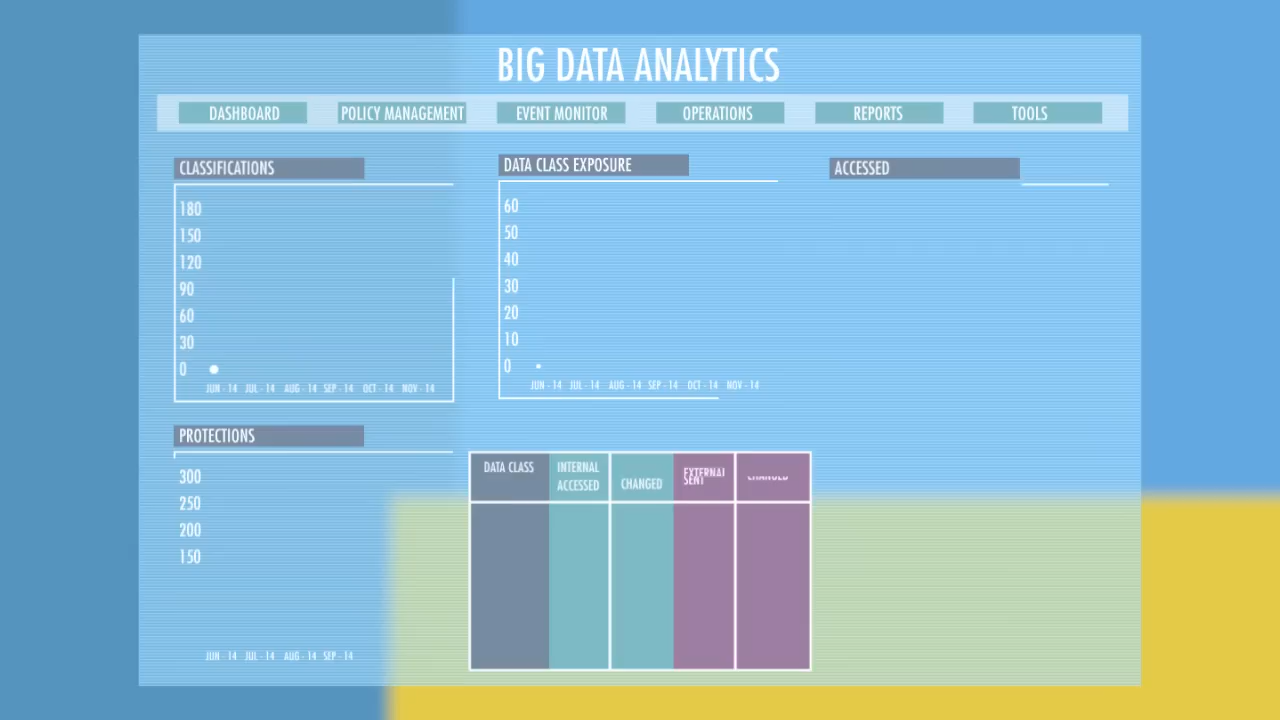 BIG DATA ANALYTICS
DASHBOARD POLICY MANAGEMENT EVENT MONITOR OPERATIONS REPORTS TOOLS
CLASSIFICATIONS
180
150
120
90
60
30
0
JUN - 14 JUL - 14 AUG - 14 SEP - 14 OCT - 14 NOV - 14
DATA CLASS EXPOSURE
60
50
40
30
20
10
0
JUN - 14 JUL - 14 AUG - 14 SEP - 14 OCT - 14 NOV - 14
ACCESSED
PROTECTIONS
300
250
200
150
JUN - 14 JUL - 14 AUG - 14 SEP - 14
DATA CLASS
INTERNAL
ACCESSED
CHANGED
EXTERNAL
SENT
CHANGED